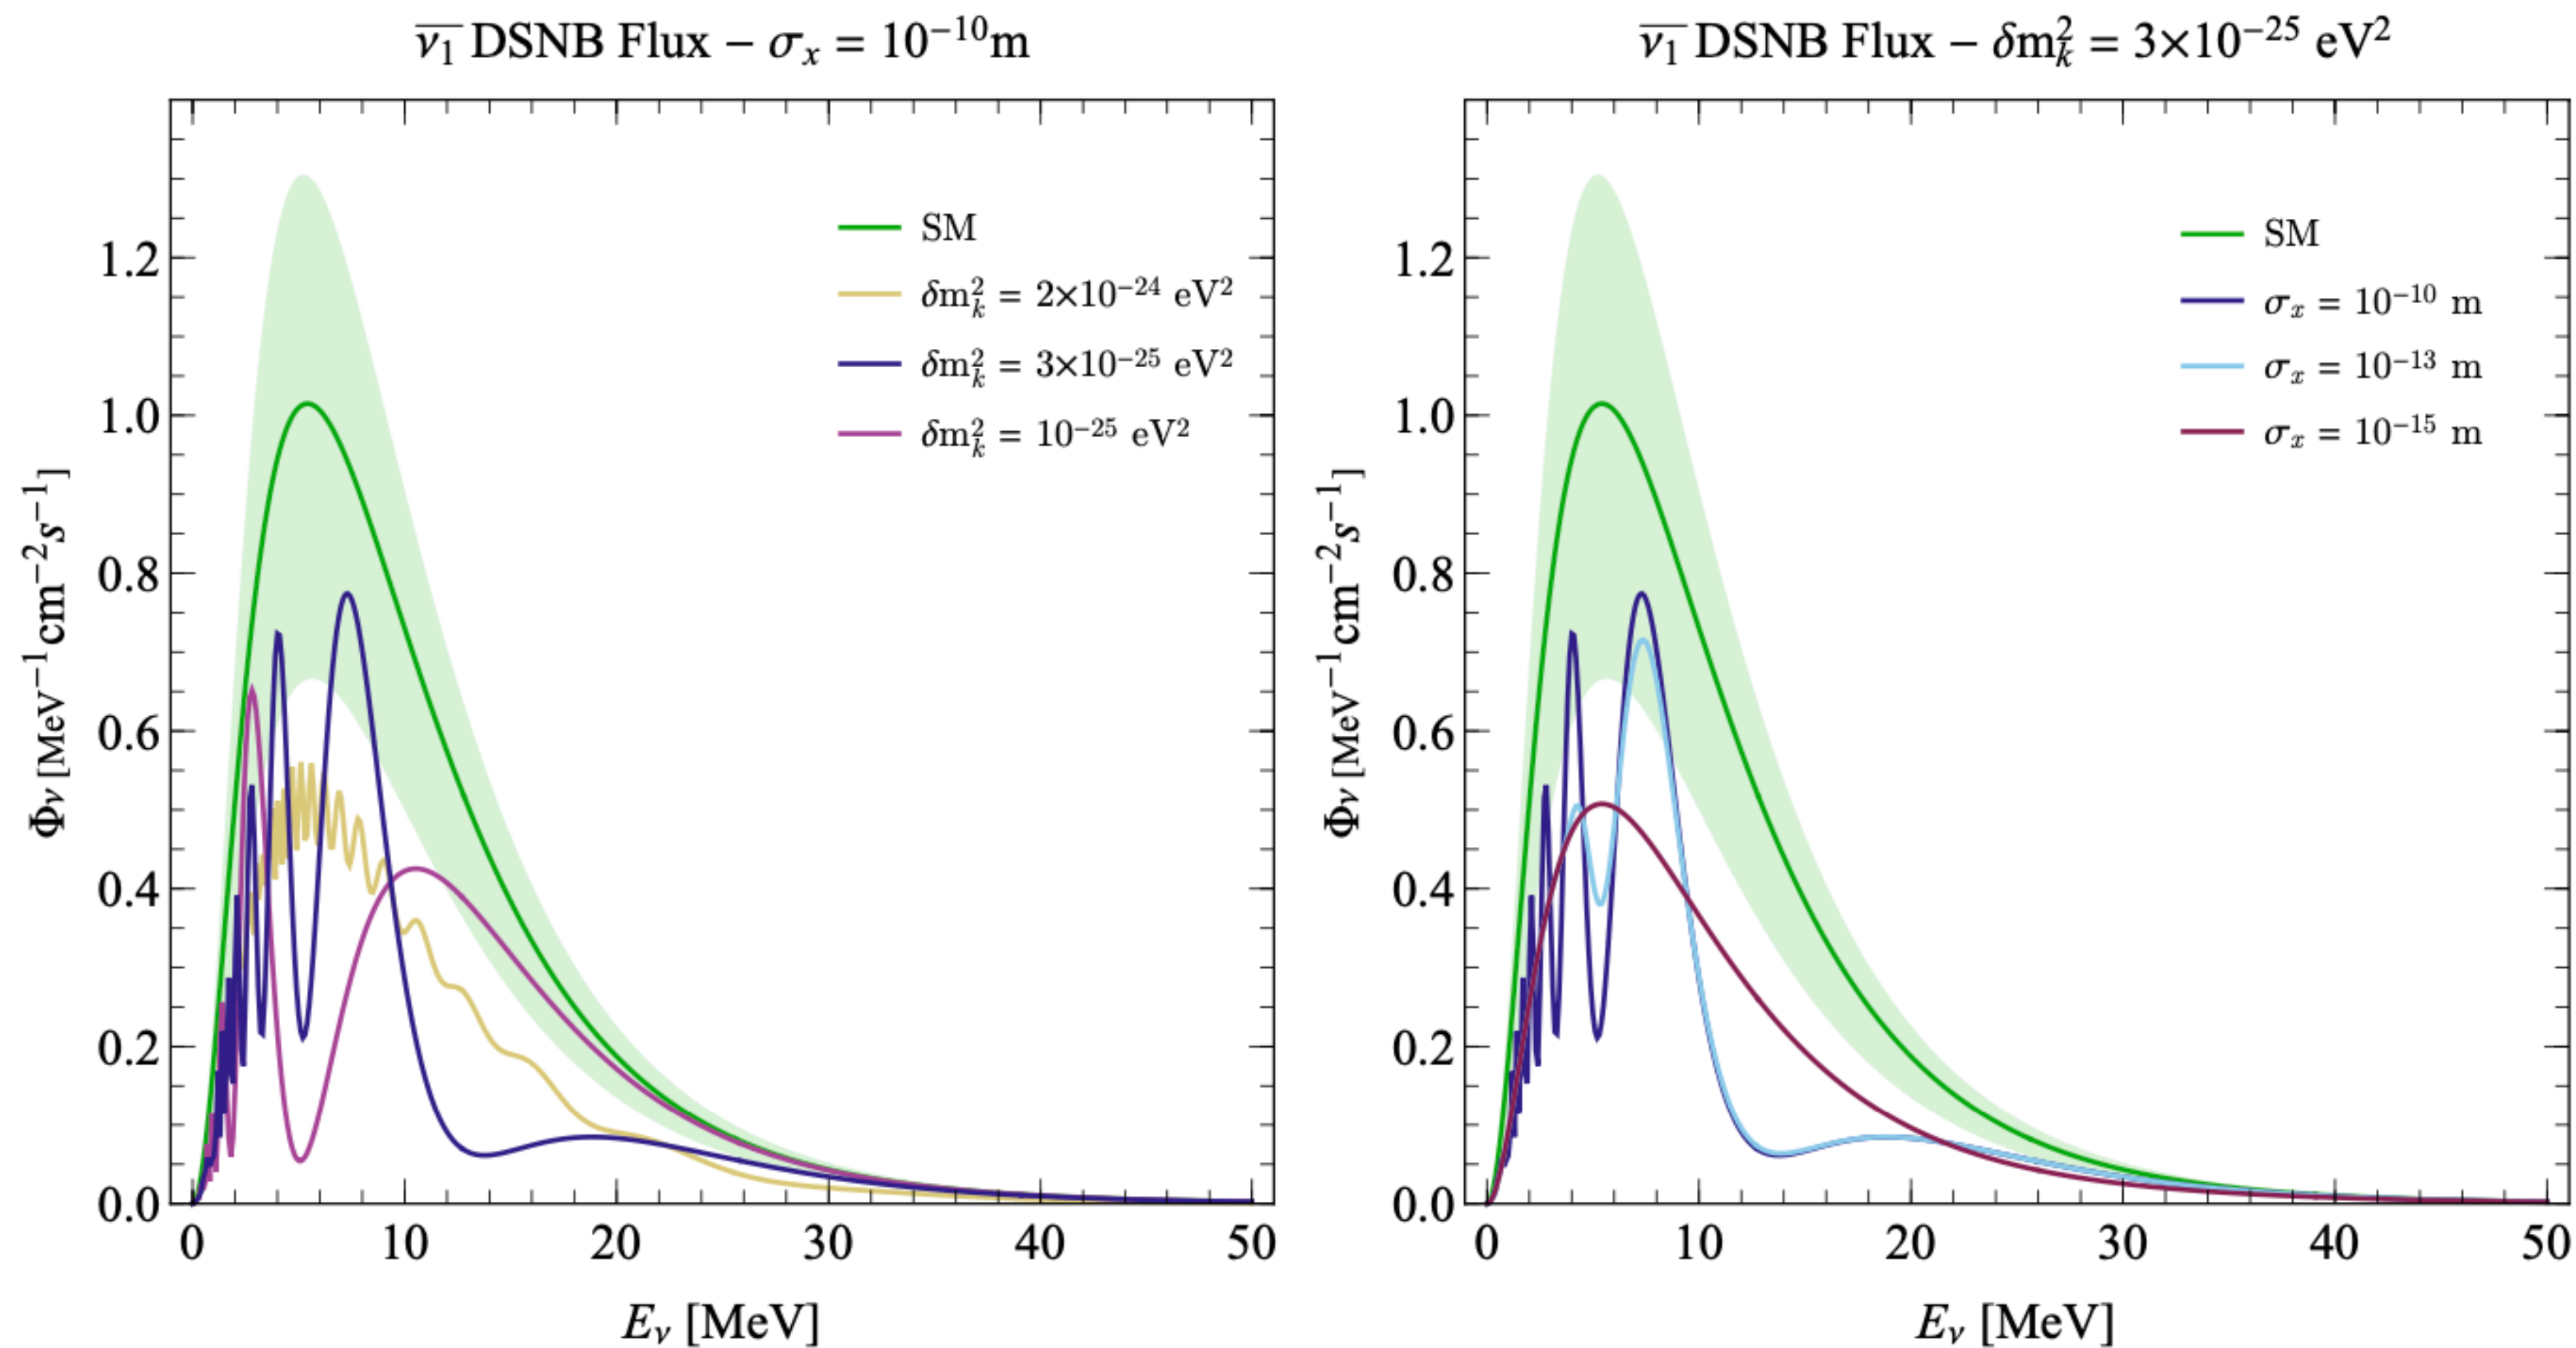 ν̅₁ DSNB Flux − σₓ = 10⁻¹⁰m
SM
δm²ₖ = 2×10⁻²⁴ eV²
δm²ₖ = 3×10⁻²⁵ eV²
δm²ₖ = 10⁻²⁵ eV²
Φν [MeV⁻¹cm⁻²s⁻¹]
1.2
1.0
0.8
0.6
0.4
0.2
0.0
0 10 20 30 40 50
Eᵥ [MeV]
ν̅₁ DSNB Flux − δm²ₖ = 3×10⁻²⁵ eV²
SM
σₓ = 10⁻¹⁰ m
σₓ = 10⁻¹³ m
σₓ = 10⁻¹⁵ m
Φν [MeV⁻¹cm⁻²s⁻¹]
1.2
1.0
0.8
0.6
0.4
0.2
0.0
0 10 20 30 40 50
Eᵥ [MeV]